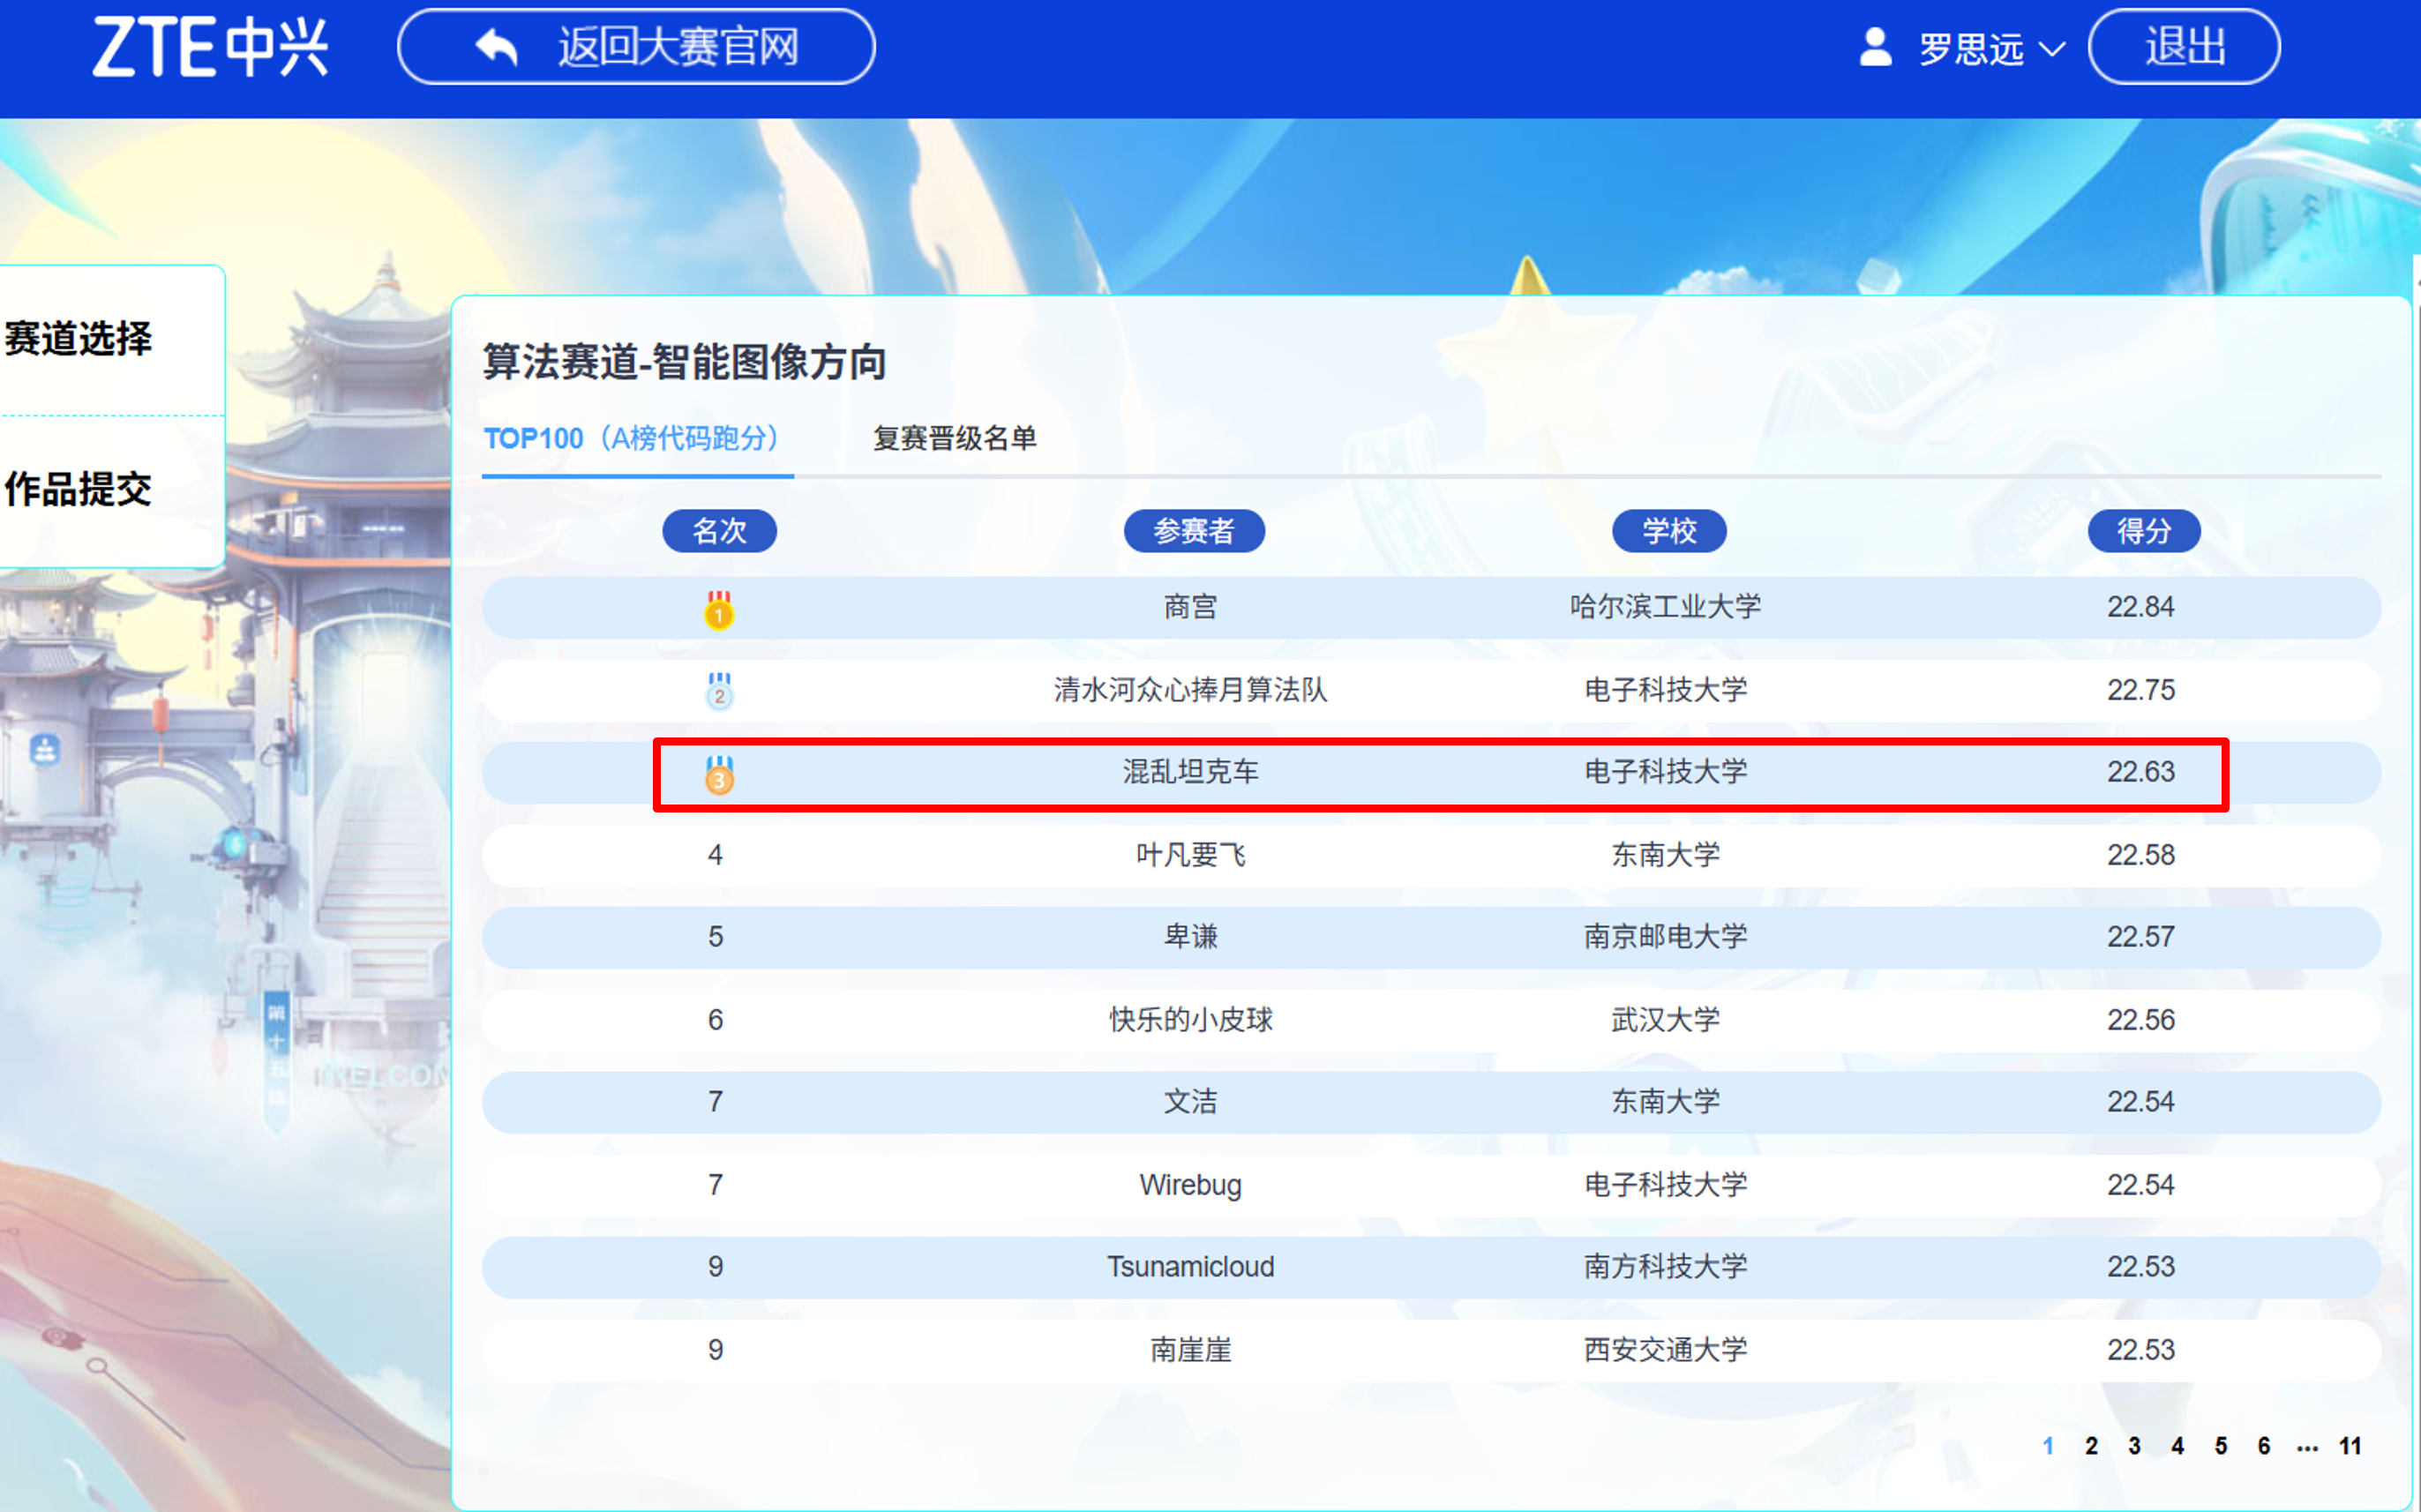 ZTE中兴
返回大赛官网
罗思远
退出
赛道选择
作品提交
算法赛道-智能图像方向
TOP100（A榜代码跑分） 复赛晋级名单
名次 参赛者 学校 得分
1 商宫 哈尔滨工业大学 22.84
2 清水河众心捧月算法队 电子科技大学 22.75
3 混乱坦克车 电子科技大学 22.63
4 叶凡要飞 东南大学 22.58
5 卑谦 南京邮电大学 22.57
6 快乐的小皮球 武汉大学 22.56
7 文洁 东南大学 22.54
7 Wirebug 电子科技大学 22.54
9 Tsunamicloud 南方科技大学 22.53
9 南崖崖 西安交通大学 22.53
第十五届
WELCOM
1 2 3 4 5 6 ··· 11